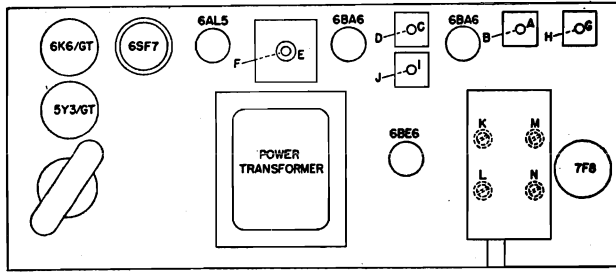 6AL5 6BA6 6BA6
6K6/GT 6SF7 F E D C B A H G
J I
5Y3/GT
6BE6
K M
POWER
TRANSFORMER
7F8
L N